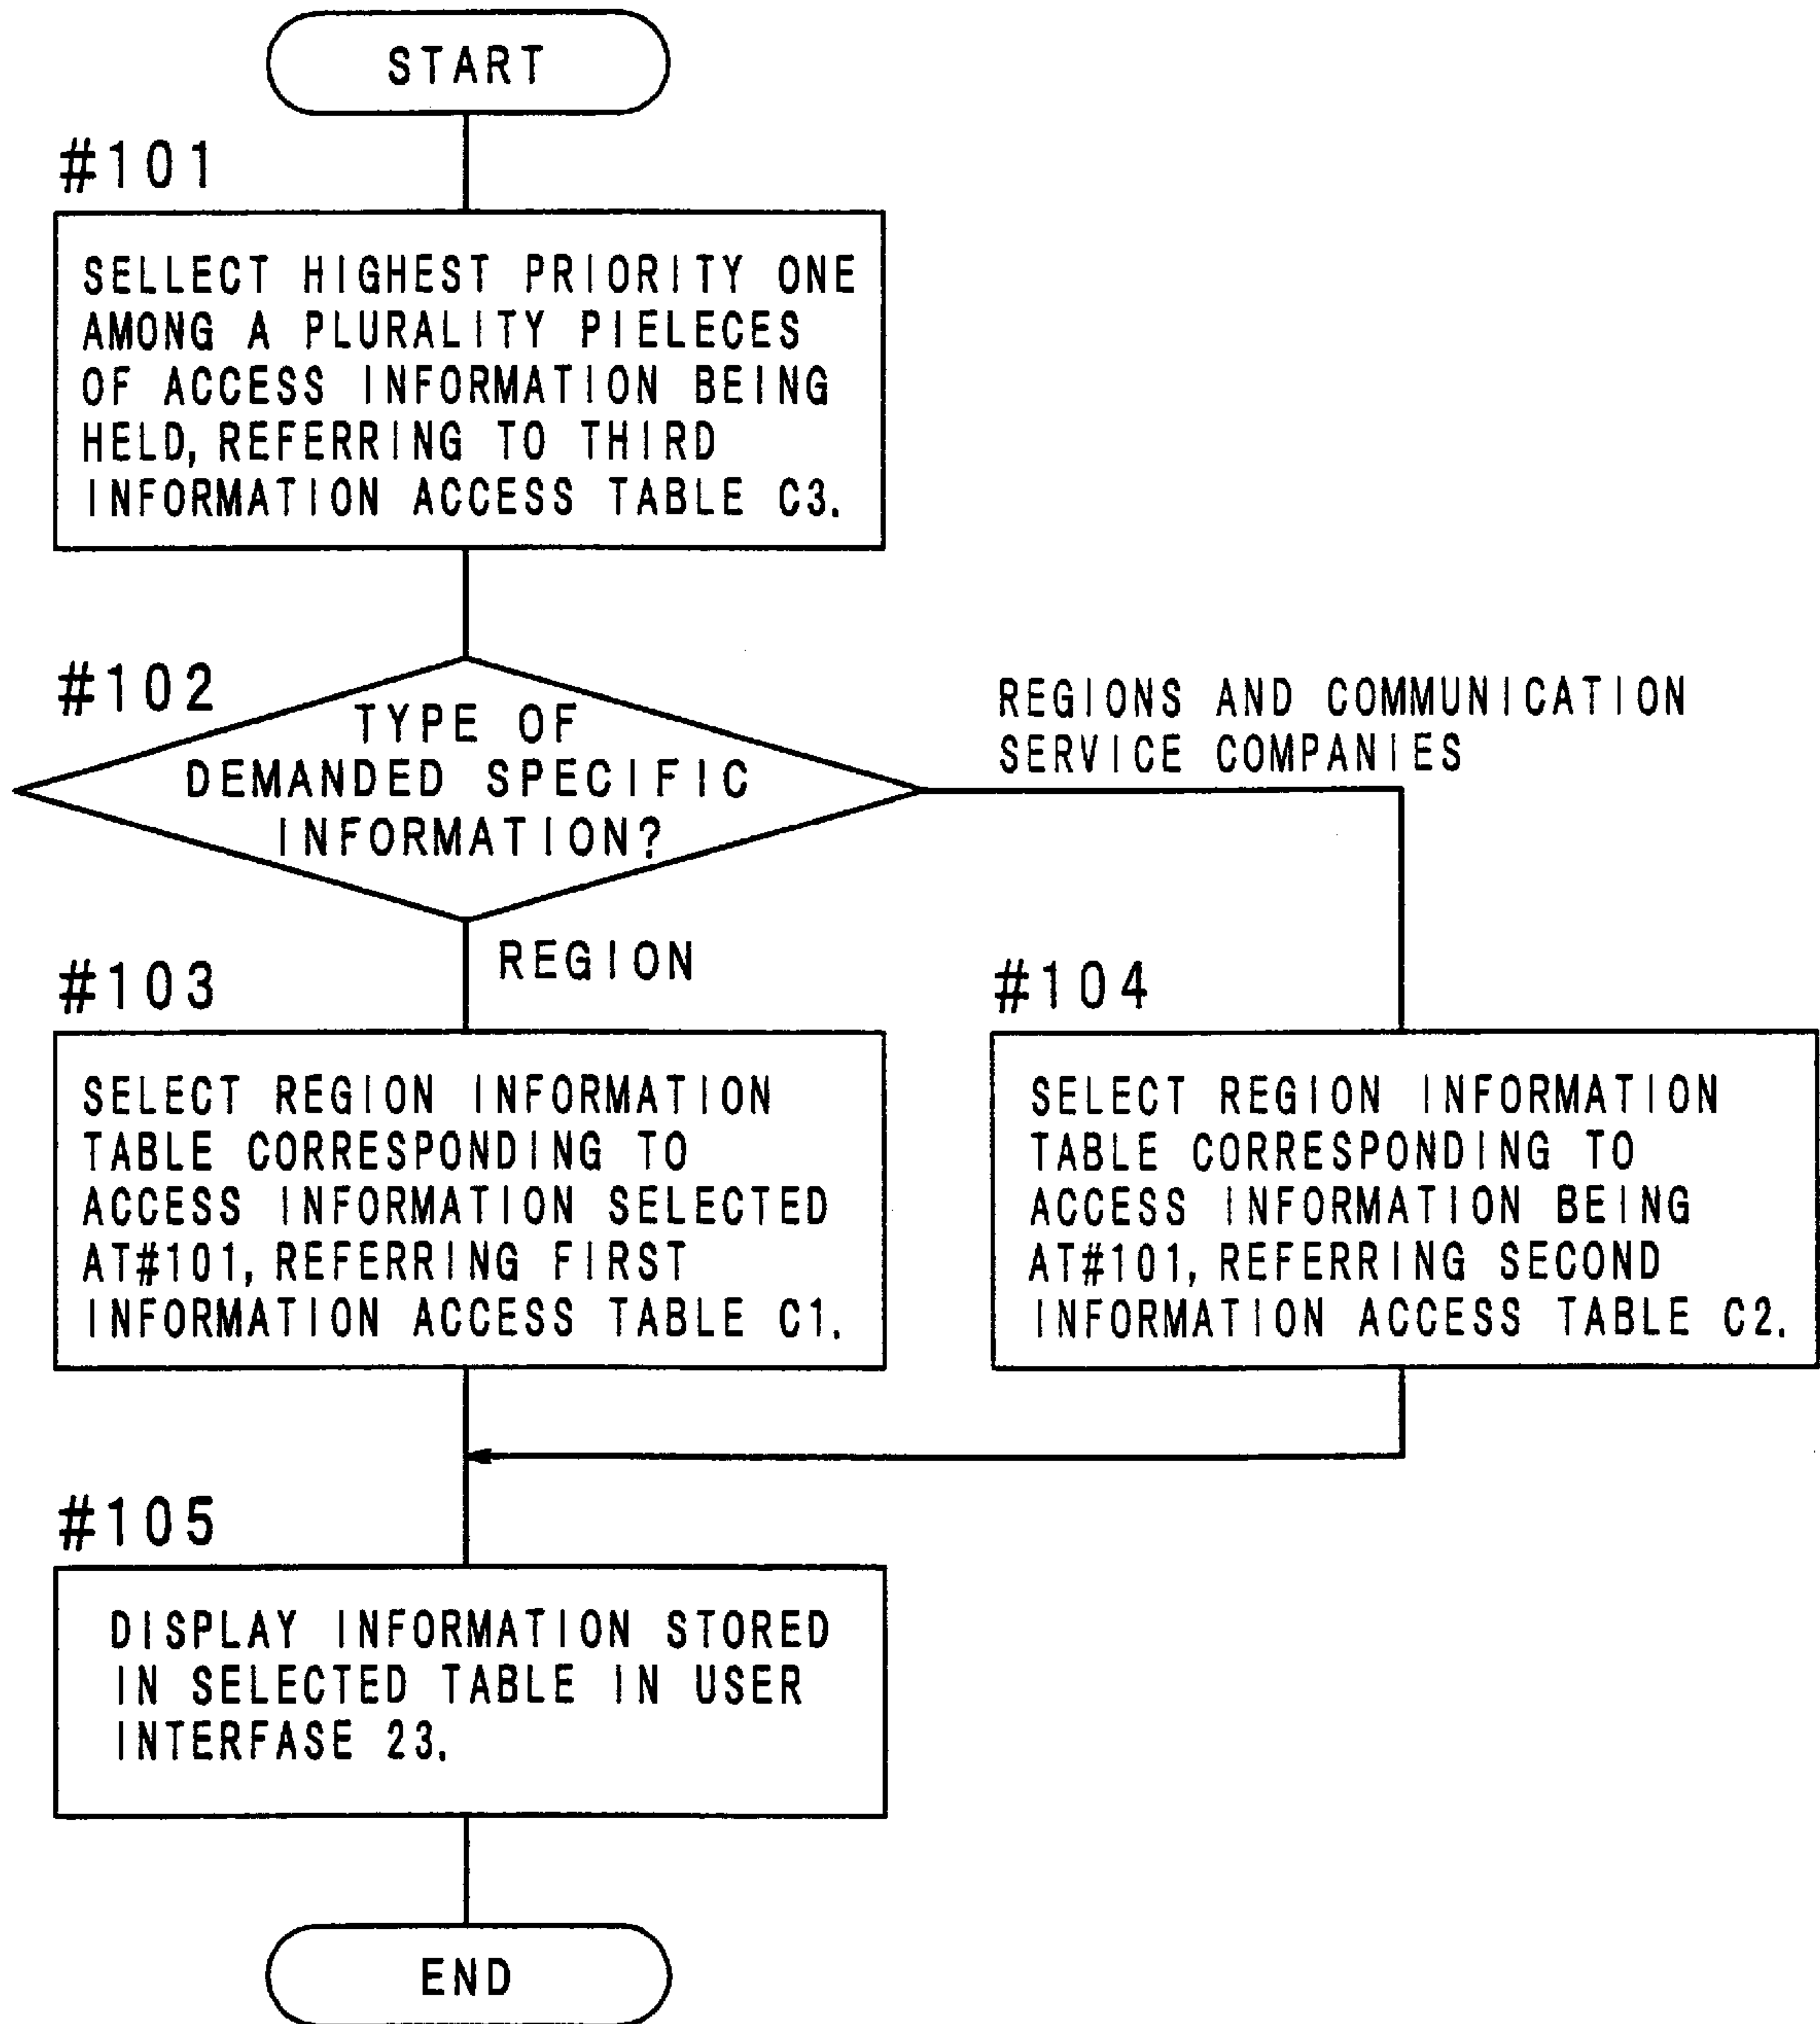 START
#101
SELLECT HIGHEST PRIORITY ONE
AMONG A PLURALITY PIELECES
OF ACCESS INFORMATION BEING
HELD, REFERRING TO THIRD
INFORMATION ACCESS TABLE C3.
#102
TYPE OF
DEMANDED SPECIFIC
INFORMATION?
REGIONS AND COMMUNICATION
SERVICE COMPANIES
REGION
#103
SELECT REGION INFORMATION
TABLE CORRESPONDING TO
ACCESS INFORMATION SELECTED
AT#101, REFERRING FIRST
INFORMATION ACCESS TABLE C1.
#104
SELECT REGION INFORMATION
TABLE CORRESPONDING TO
ACCESS INFORMATION BEING
AT#101, REFERRING SECOND
INFORMATION ACCESS TABLE C2.
#105
DISPLAY INFORMATION STORED
IN SELECTED TABLE IN USER
INTERFASE 23.
END